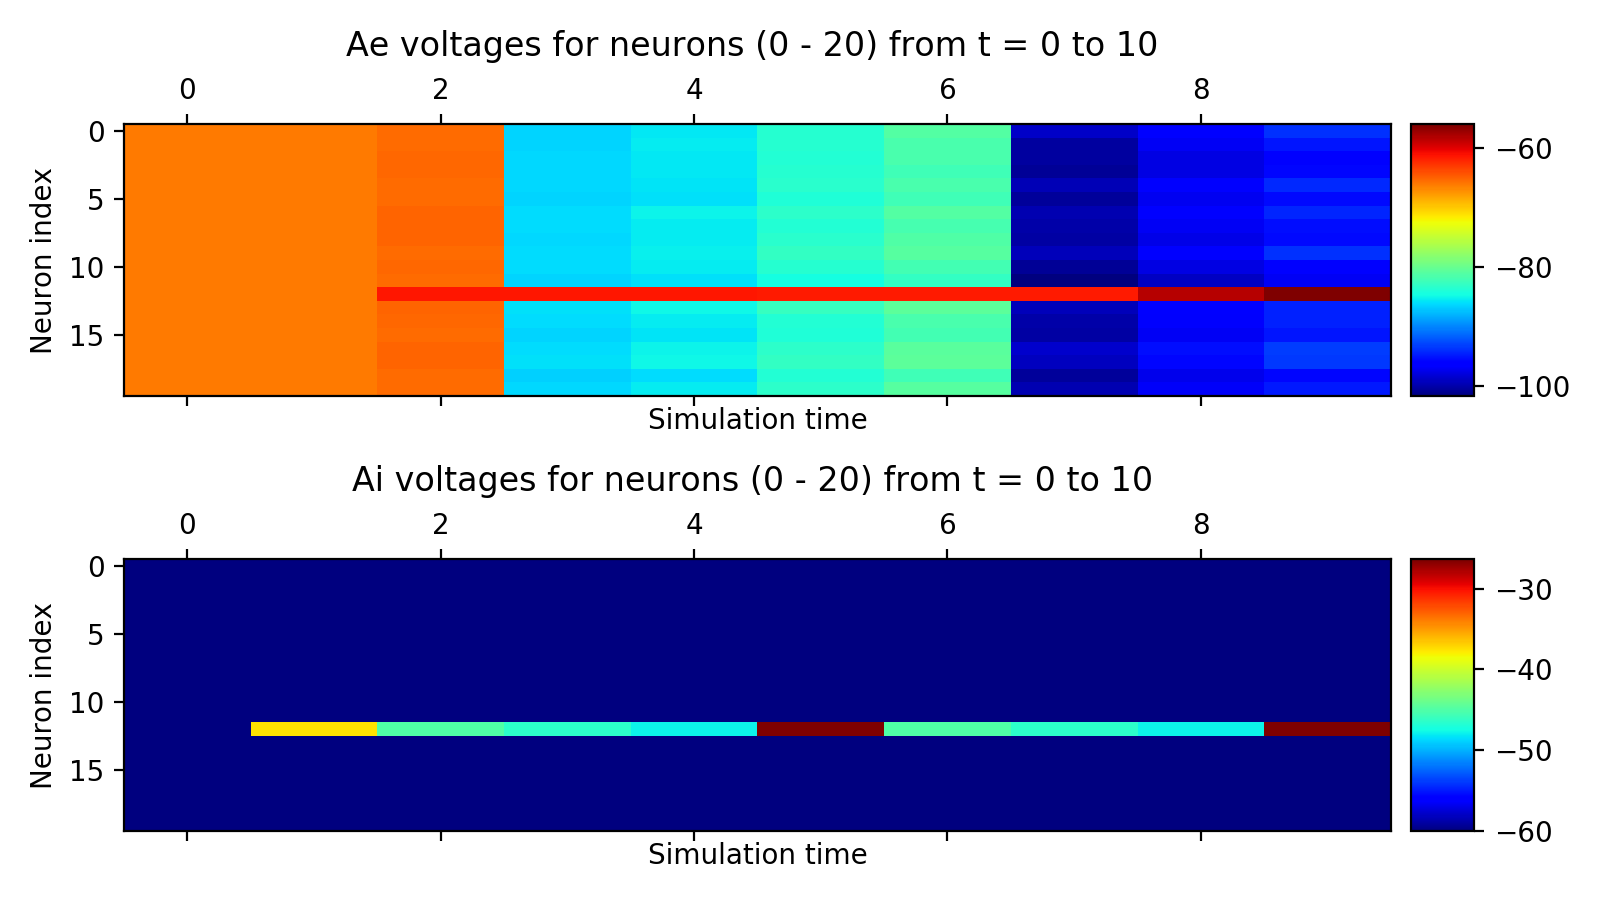 Ae voltages for neurons (0 - 20) from t = 0 to 10
0 2 4 6 8
0
5
10
15
Neuron index
−60
−80
−100
Simulation time
Ai voltages for neurons (0 - 20) from t = 0 to 10
0 2 4 6 8
0
5
10
15
Neuron index
−30
−40
−50
−60
Simulation time